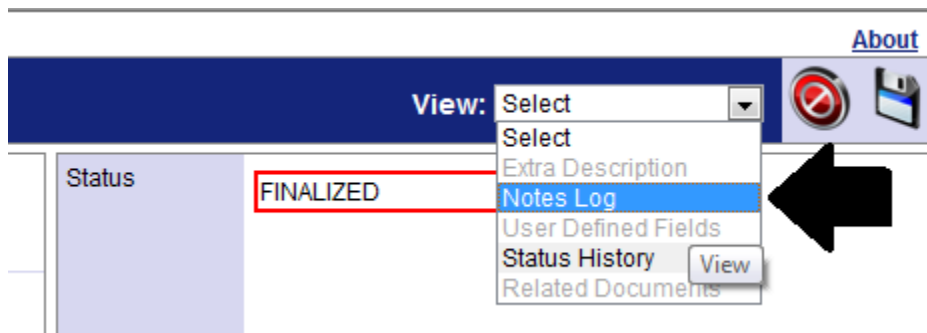 About
View: Select
Select
Extra Description
Notes Log
User Defined Fields
Status History
View
Related Documents
Status
FINALIZED